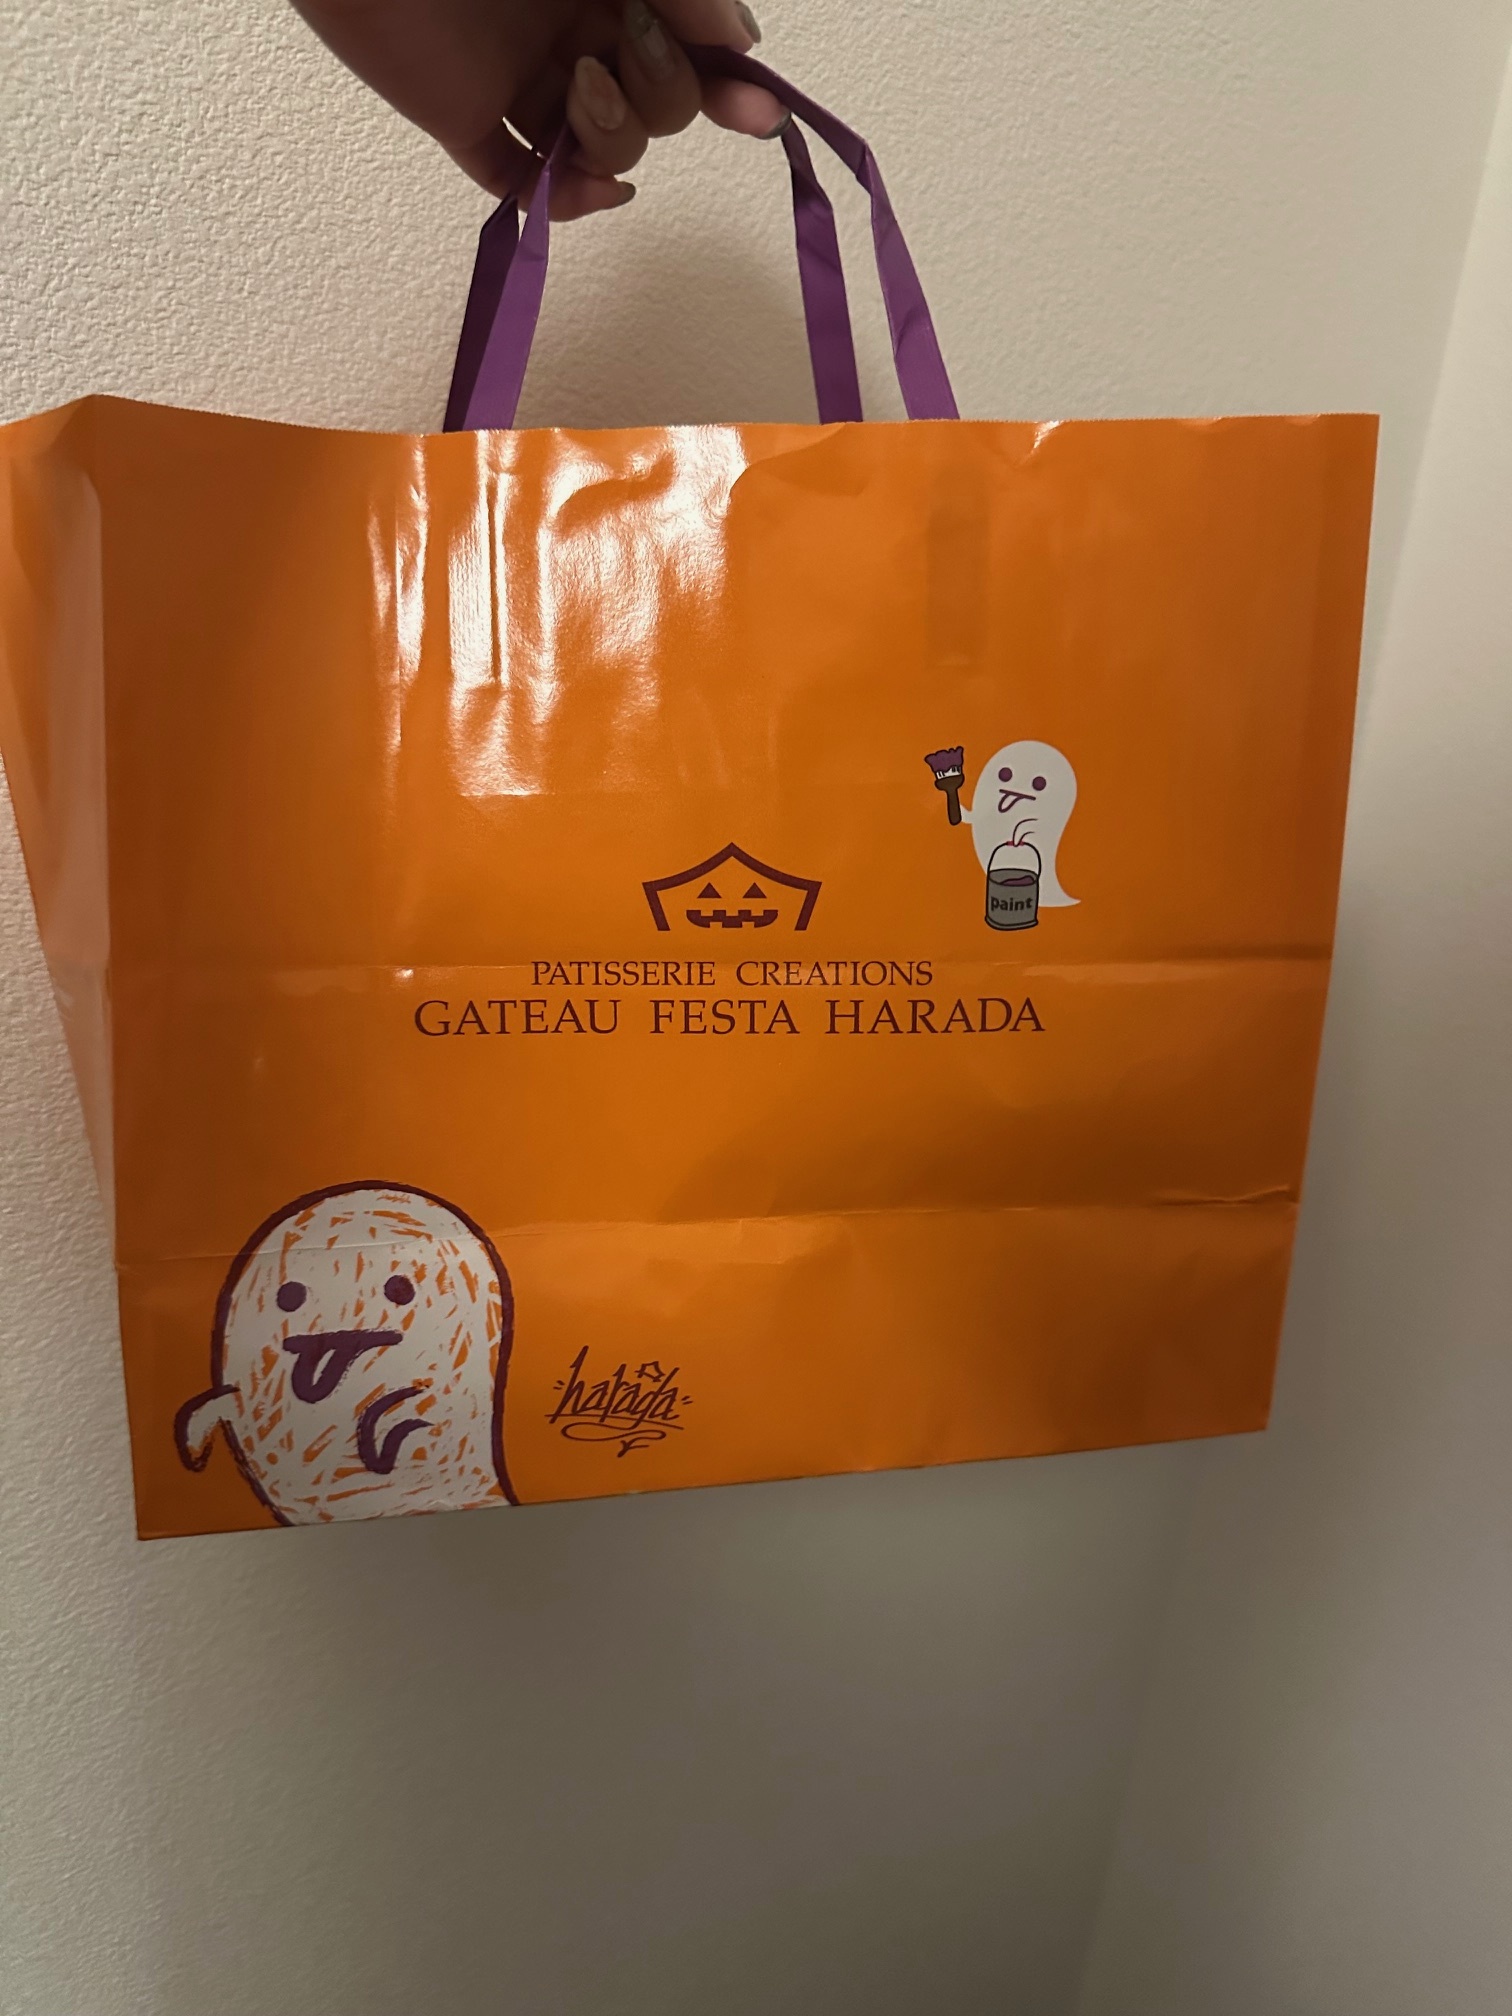 paint
PATISSERIE CREATIONS
GATEAU FESTA HARADA
harada